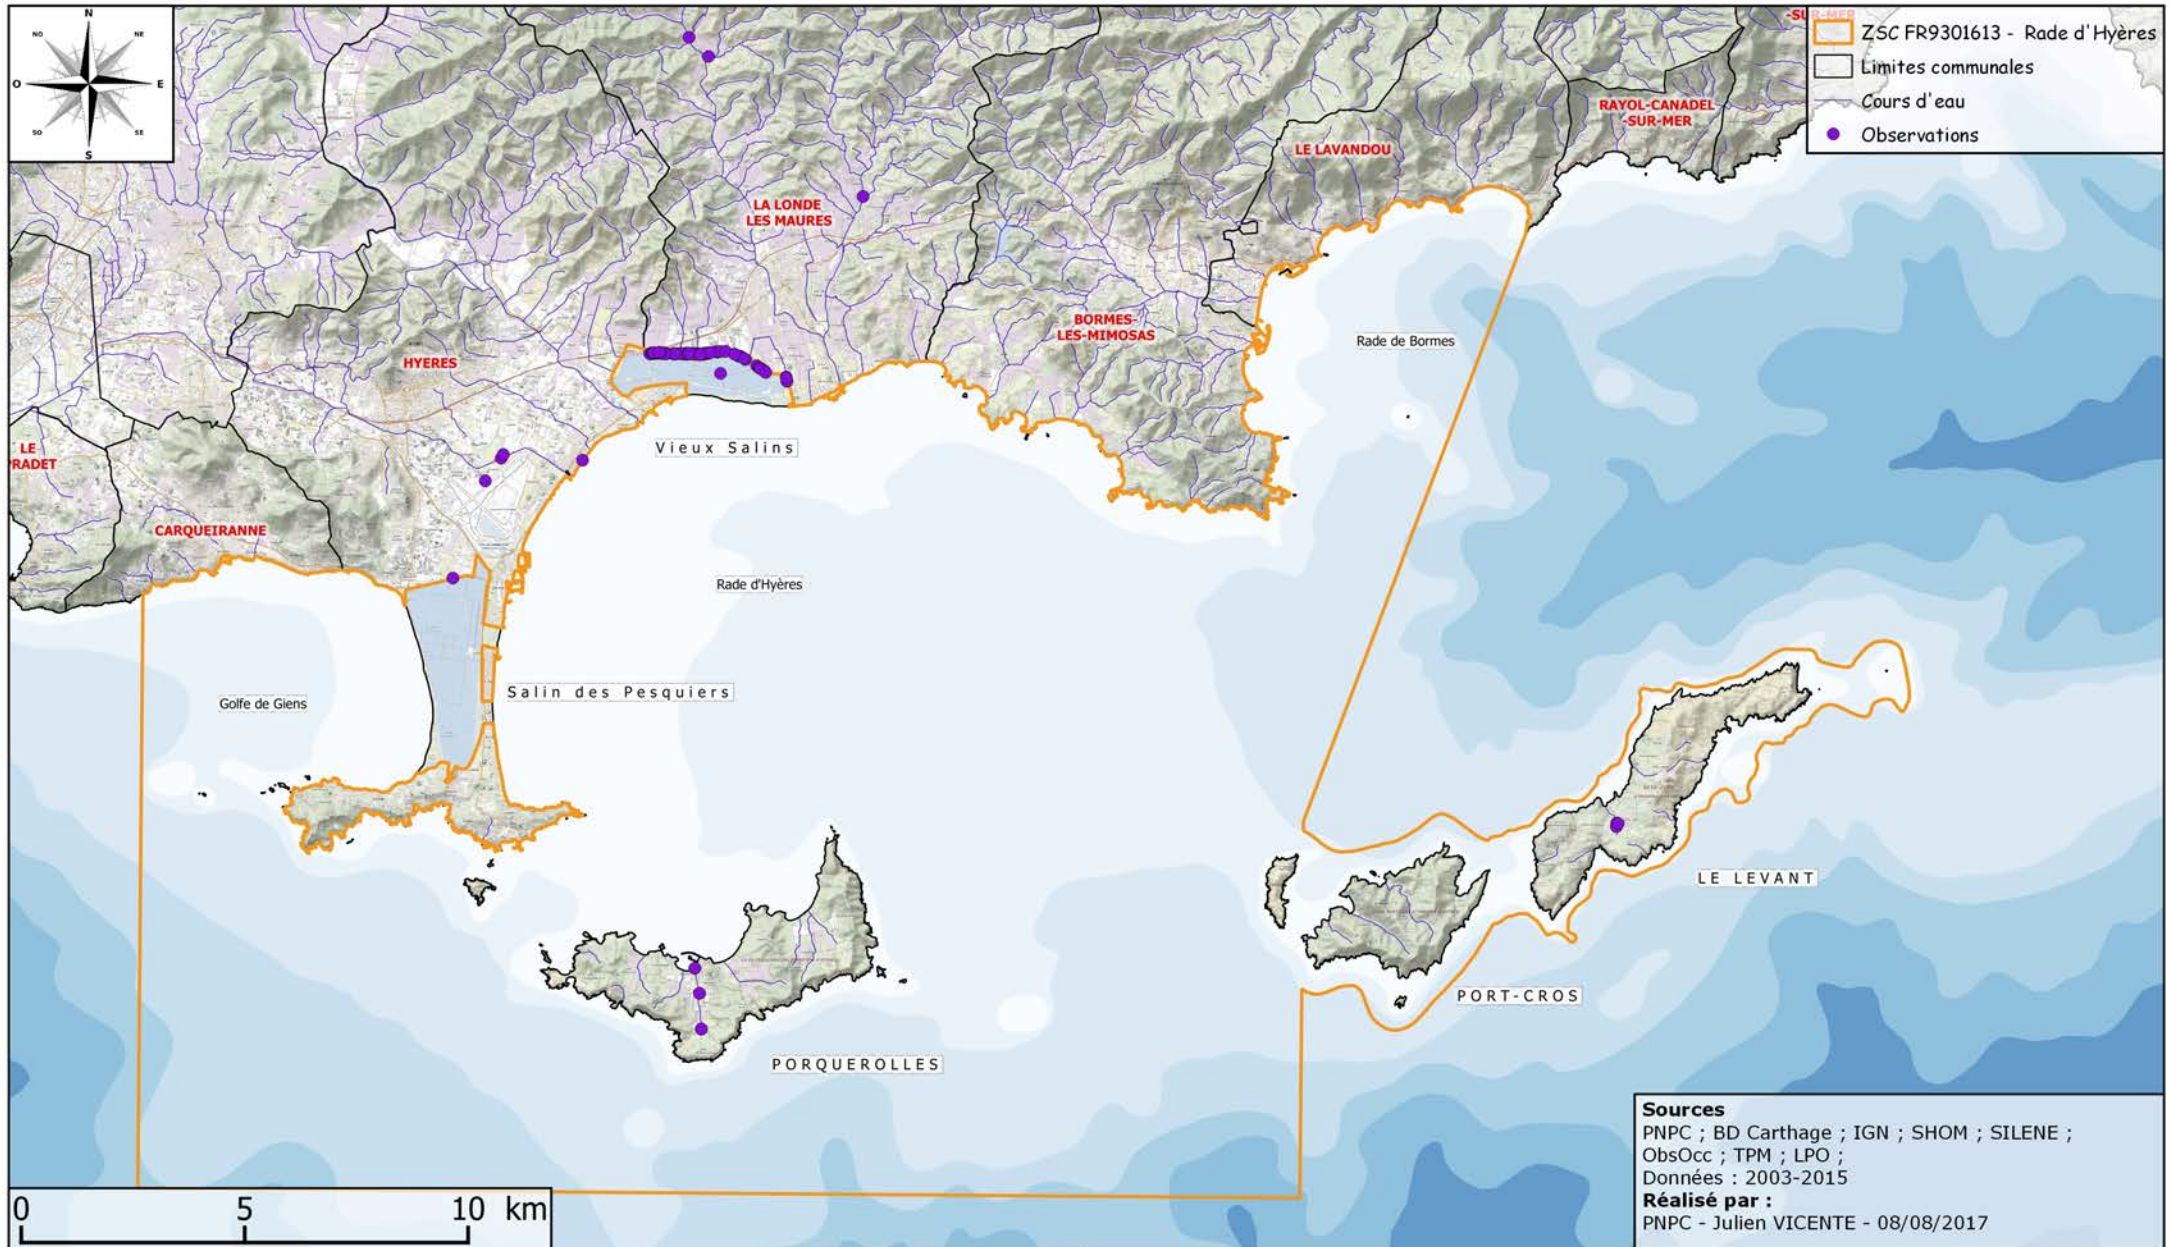 N
NO
NE
O
E
SO
SE
S
-SUR-MER
ZSC FR9301613 - Rade d'Hyères
Limites communales
Cours d'eau
Observations
RAYOL-CANADEL
-SUR-MER
LE LAVANDOU
LA LONDE
LES MAURES
BORMES-
LES-MIMOSAS
Rade de Bormes
HYERES
LE
PRADET
Vieux Salins
CARQUEIRANNE
Rade d'Hyères
Golfe de Giens
Salin des Pesquiers
LE LEVANT
PORT-CROS
PORQUEROLLES
Sources
PNPC ; BD Carthage ; IGN ; SHOM ; SILENE ;
ObsOcc ; TPM ; LPO ;
Données : 2003-2015
Réalisé par :
PNPC - Julien VICENTE - 08/08/2017
0 5 10 km